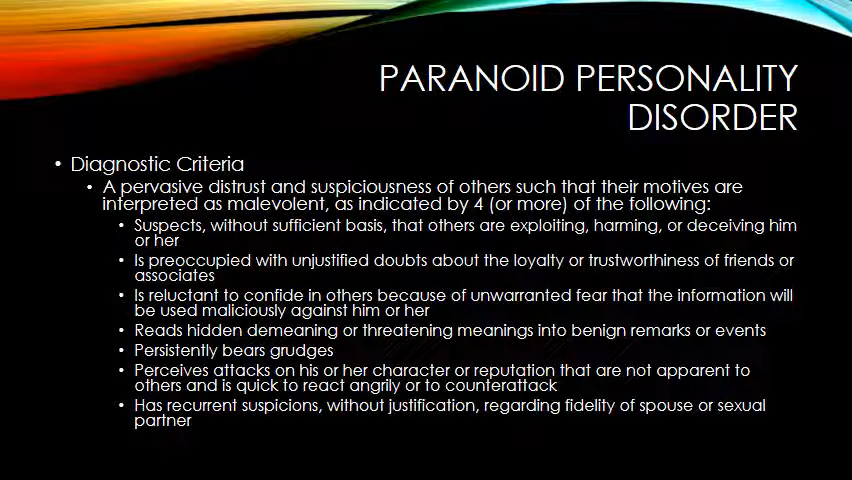 PARANOID PERSONALITY
DISORDER
• Diagnostic Criteria
• A pervasive distrust and suspiciousness of others such that their motives are
interpreted as malevolent, as indicated by 4 (or more) of the following:
• Suspects, without sufficient basis, that others are exploiting, harming, or deceiving him
or her
• Is preoccupied with unjustified doubts about the loyalty or trustworthiness of friends or
associates
• Is reluctant to confide in others because of unwarranted fear that the information will
be used maliciously against him or her
• Reads hidden demeaning or threatening meanings into benign remarks or events
• Persistently bears grudges
• Perceives attacks on his or her character or reputation that are not apparent to
others and is quick to react angrily or to counterattack
• Has recurrent suspicions, without justification, regarding fidelity of spouse or sexual
partner